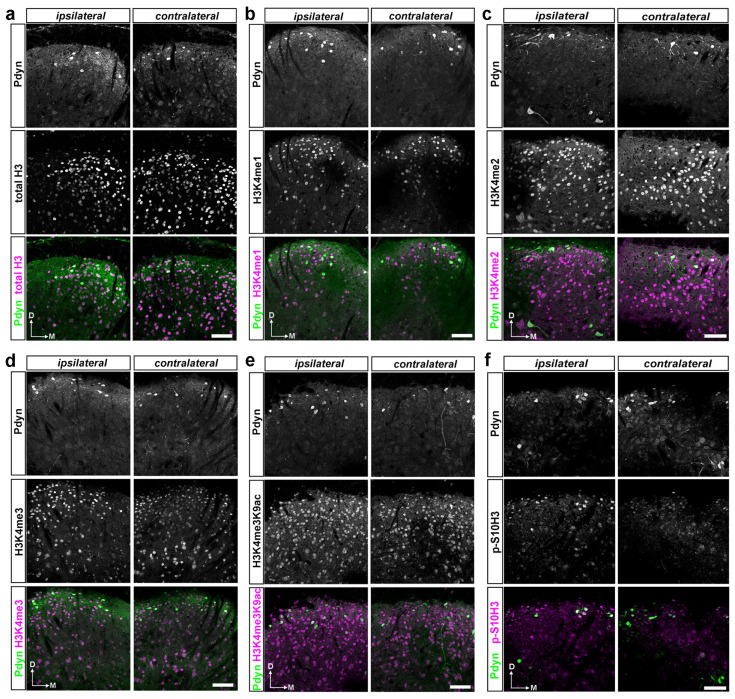 a
ipsilateral contralateral
Pdyn
total H3
Pdyn total H3
D
M
b
ipsilateral contralateral
Pdyn
H3K4me1
Pdyn H3K4me1
D
M
c
ipsilateral contralateral
Pdyn
H3K4me2
Pdyn H3K4me2
D
M
d
ipsilateral contralateral
Pdyn
H3K4me3
Pdyn H3K4me3
D
M
e
ipsilateral contralateral
Pdyn
H3K4me3K9ac
Pdyn H3K4me3K9ac
D
M
f
ipsilateral contralateral
Pdyn
p-S10H3
Pdyn p-S10H3
D
M